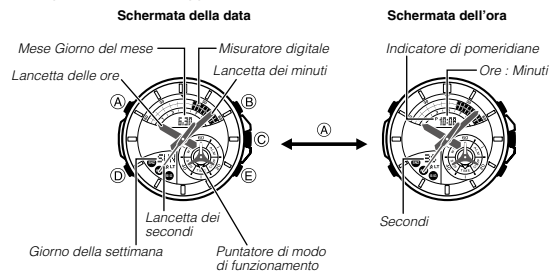 Schermata della data
Schermata dell'ora
Mese Giorno del mese
Misuratore digitale
Indicatore di pomeridiane
Lancetta delle ore
Lancetta dei minuti
Ore : Minuti
A
B
C
D
E
6-30
P 10:08
A
Lancetta dei
secondi
Secondi
Giorno della settimana
Puntatore di modo
di funzionamento